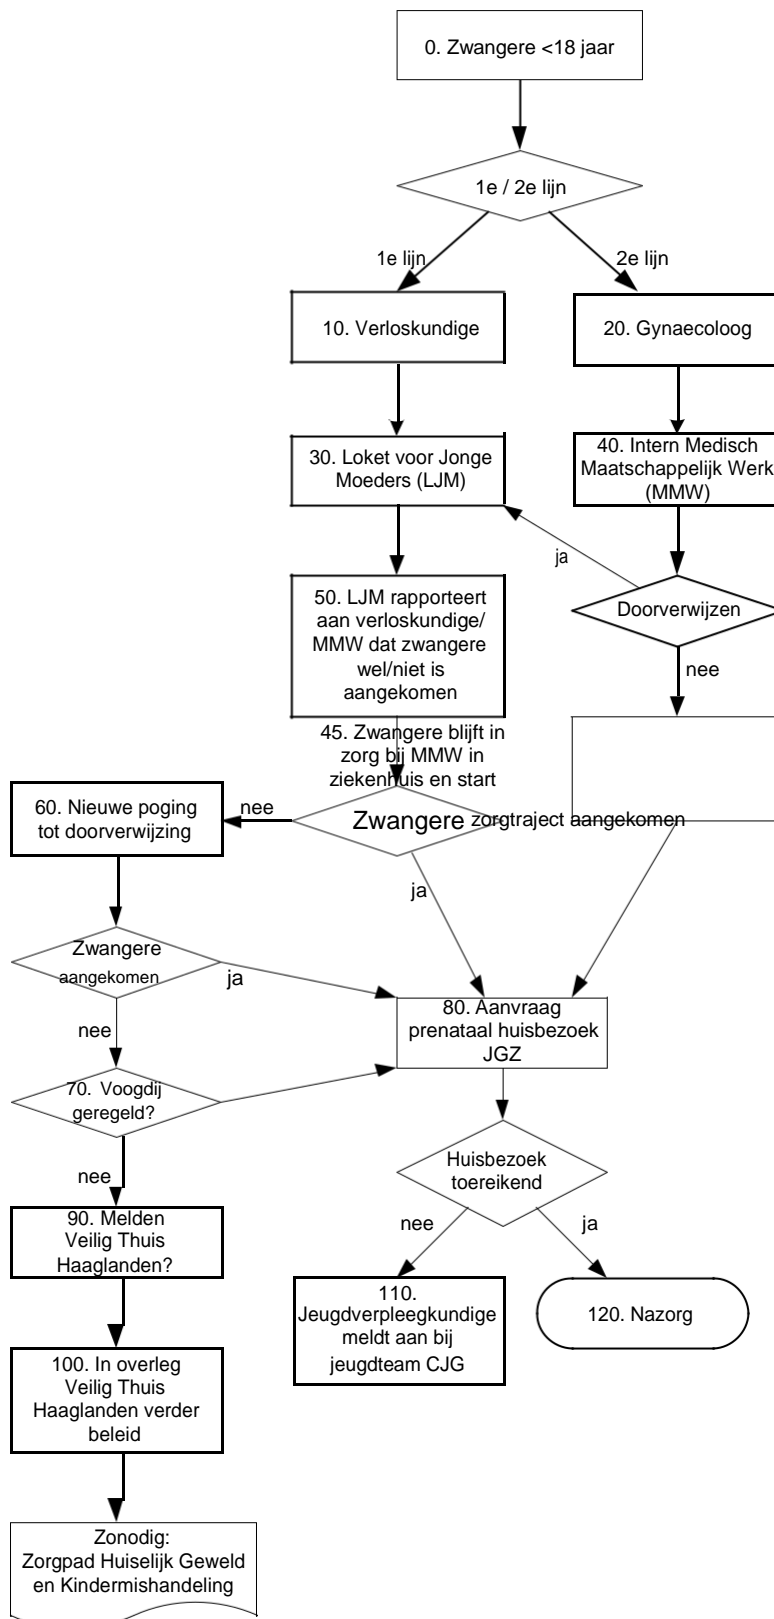 0. Zwangere <18 jaar
1e / 2e lijn
1e lijn
2e lijn
10. Verloskundige
20. Gynaecoloog
30. Loket voor Jonge
Moeders (LJM)
40. Intern Medisch
Maatschappelijk Werk
(MMW)
ja
50. LJM rapporteert
aan verloskundige/
MMW dat zwangere
wel/niet is
aangekomen
Doorverwijzen
nee
45. Zwangere blijft in
zorg bij MMW in
ziekenhuis en start
60. Nieuwe poging
tot doorverwijzing
nee
Zwangere zorgtraject aangekomen
ja
Zwangere
aangekomen
ja
nee
80. Aanvraag
prenataal huisbezoek
JGZ
70. Voogdij
geregeld?
nee
Huisbezoek
toereikend
nee
ja
90. Melden
Veilig Thuis
Haaglanden?
110.
Jeugdverpleegkundige
meldt aan bij
jeugdteam CJG
120. Nazorg
100. In overleg
Veilig Thuis
Haaglanden verder
beleid
Zonodig:
Zorgpad Huiselijk Geweld
en Kindermishandeling